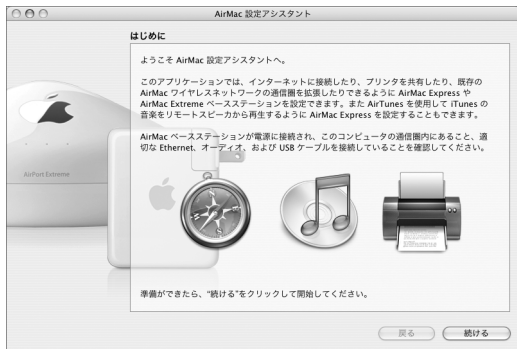 AirMac 設定アシスタント
はじめに
ようこそ AirMac 設定アシスタントへ。
このアプリケーションでは、インターネットに接続したり、プリンタを共有したり、既存の
AirMac ワイヤレスネットワークの通信圏を拡張したりできるように AirMac Express や
AirMac Extreme ベースステーションを設定できます。また AirTunes を使用して iTunes の
音楽をリモートスピーカから再生するように AirMac Express を設定することもできます。
AirMac ベースステーションが電源に接続され、このコンピュータの通信圏内にあること、適
切な Ethernet、オーディオ、および USB ケーブルを接続していることを確認してください。
AirPort Extreme
準備ができたら、“続ける”をクリックして開始してください。
戻る
続ける